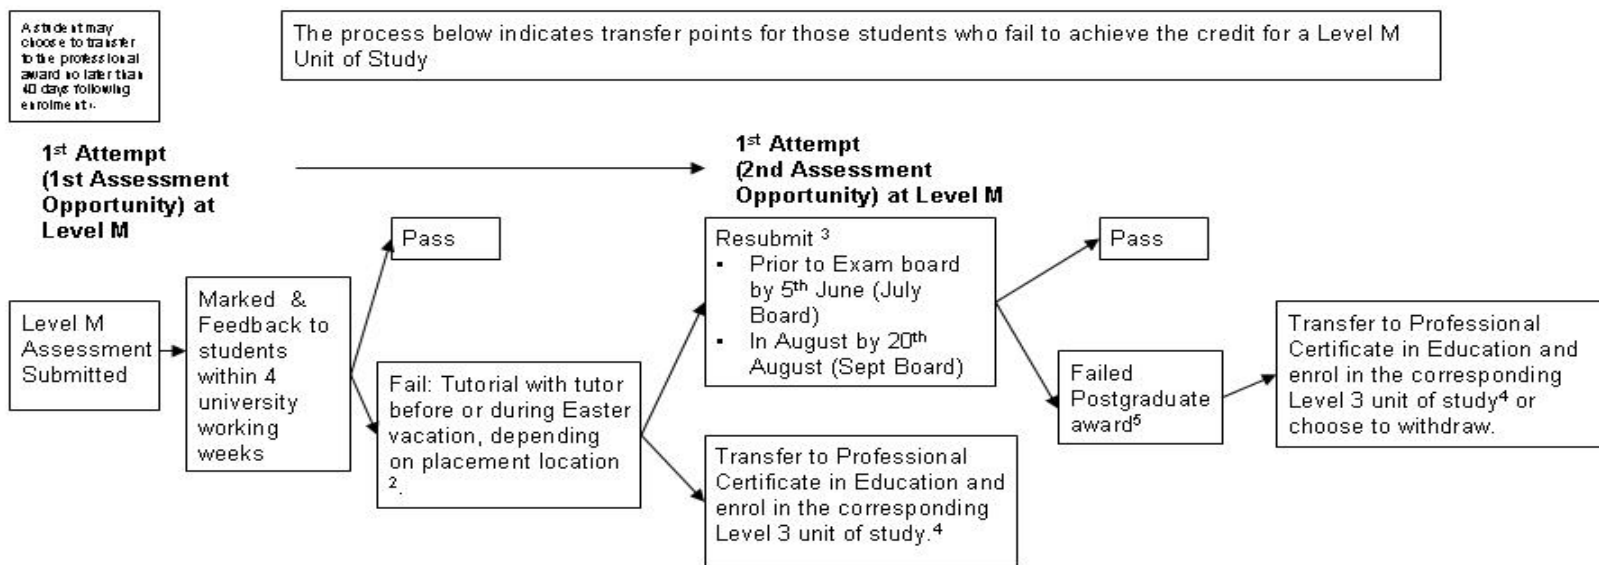 A student may
choose to transfer
to the professional
award no later than
40 days following
enrolment 1.
The process below indicates transfer points for those students who fail to achieve the credit for a Level M
Unit of Study
1st Attempt
(1st Assessment
Opportunity) at
Level M
1st Attempt
(2nd Assessment
Opportunity) at Level M
Level M
Assessment
Submitted
Marked & 
Feedback to
students
within 4
university
working
weeks
Pass
Fail: Tutorial with tutor
before or during Easter
vacation, depending
on placement location
2.
Resubmit 3
▪ Prior to Exam board
by 5th June (July
Board)
▪ In August by 20th
August (Sept Board)
Transfer to Professional
Certificate in Education and
enrol in the corresponding
Level 3 unit of study.4
Pass
Failed
Postgraduate
award5
Transfer to Professional
Certificate in Education and
enrol in the corresponding
Level 3 unit of study4 or
choose to withdraw.